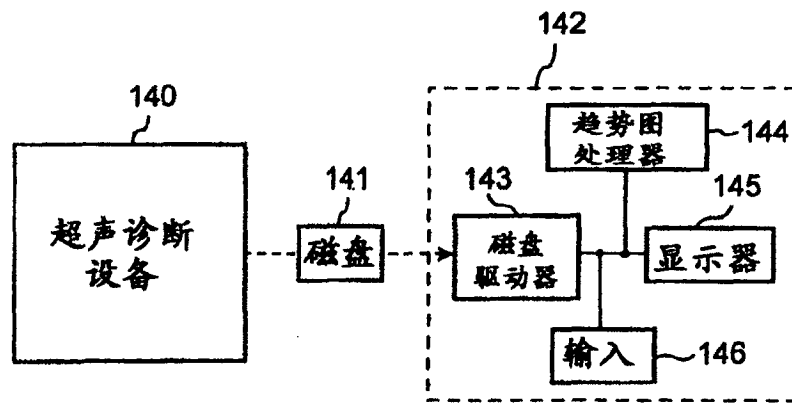 142
140
趋势图
处理器
144
141
143
145
超声诊断
设备
磁盘
磁盘
驱动器
显示器
输入
146